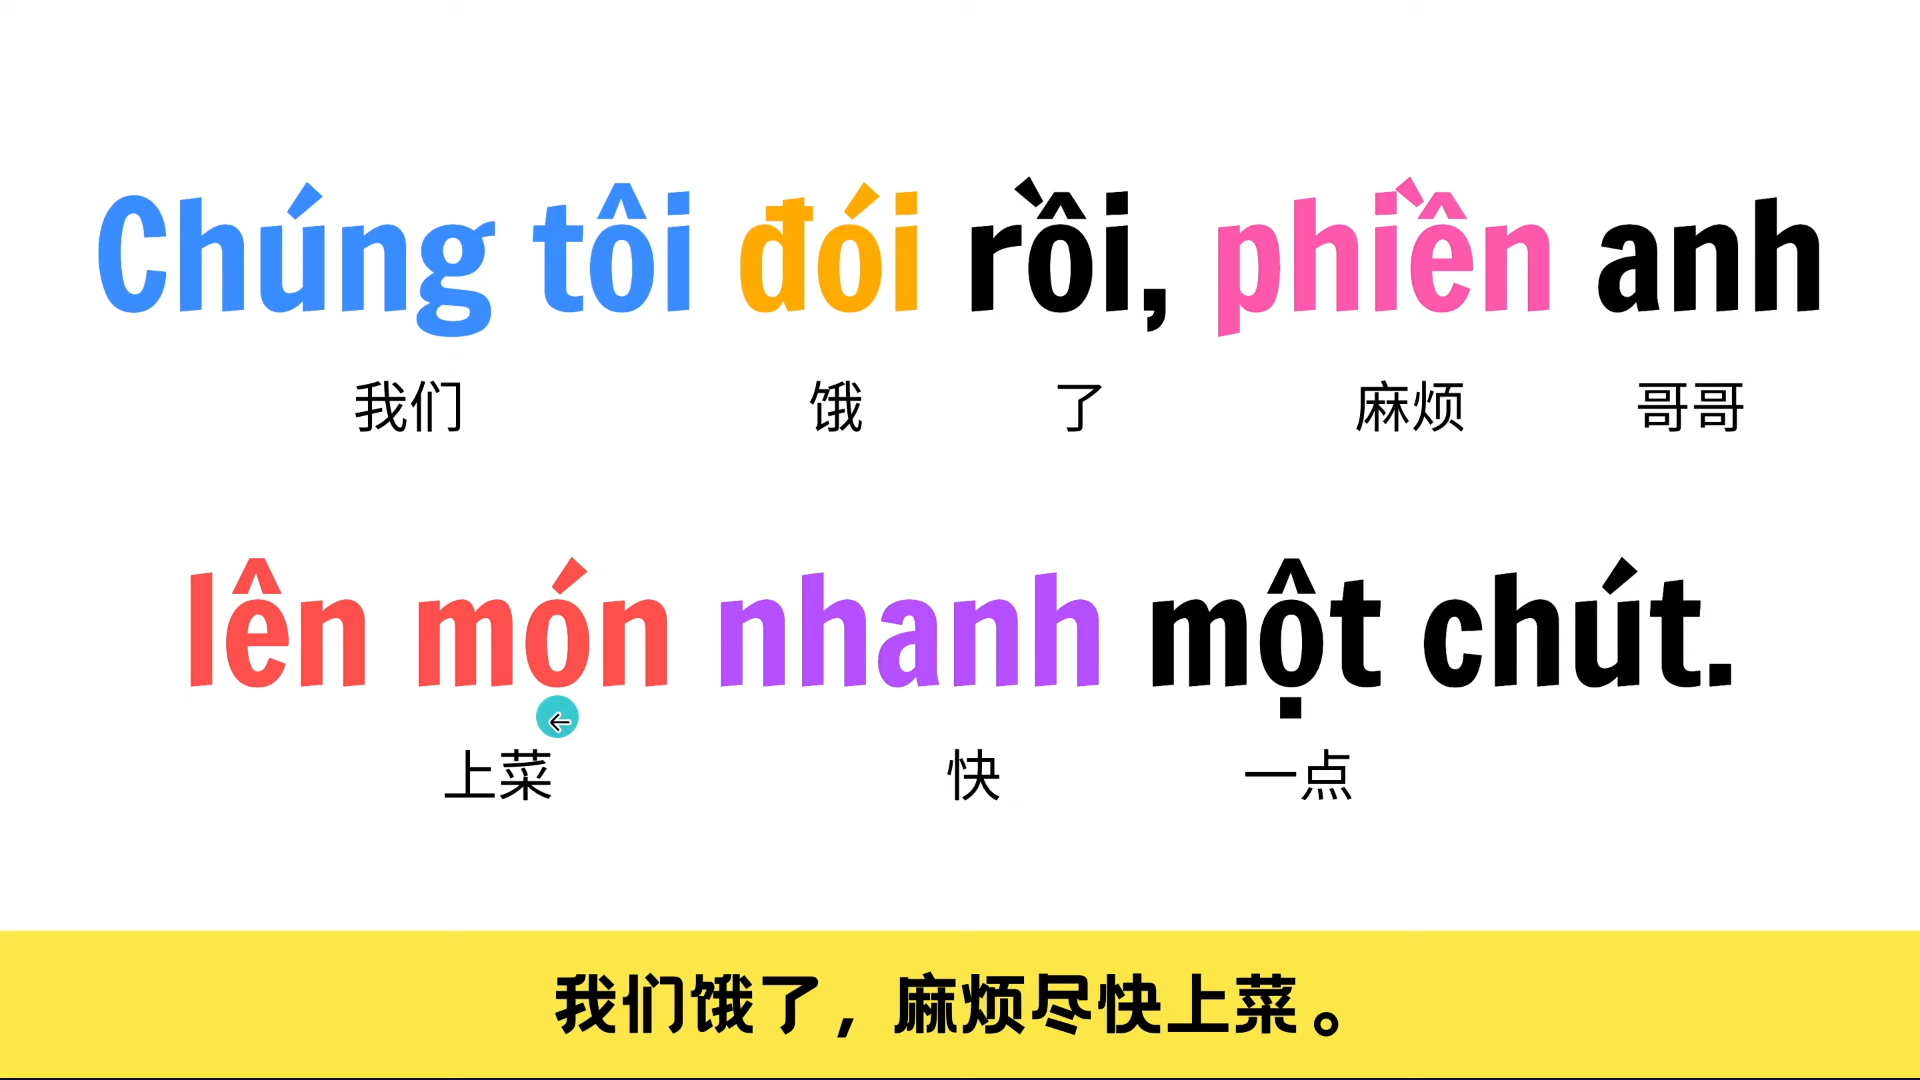 Chúng tôi đói rồi, phiền anh
我们 饿 了 麻烦 哥哥
lên món nhanh một chút.
上菜 快 一点
我们饿了，麻烦尽快上菜。